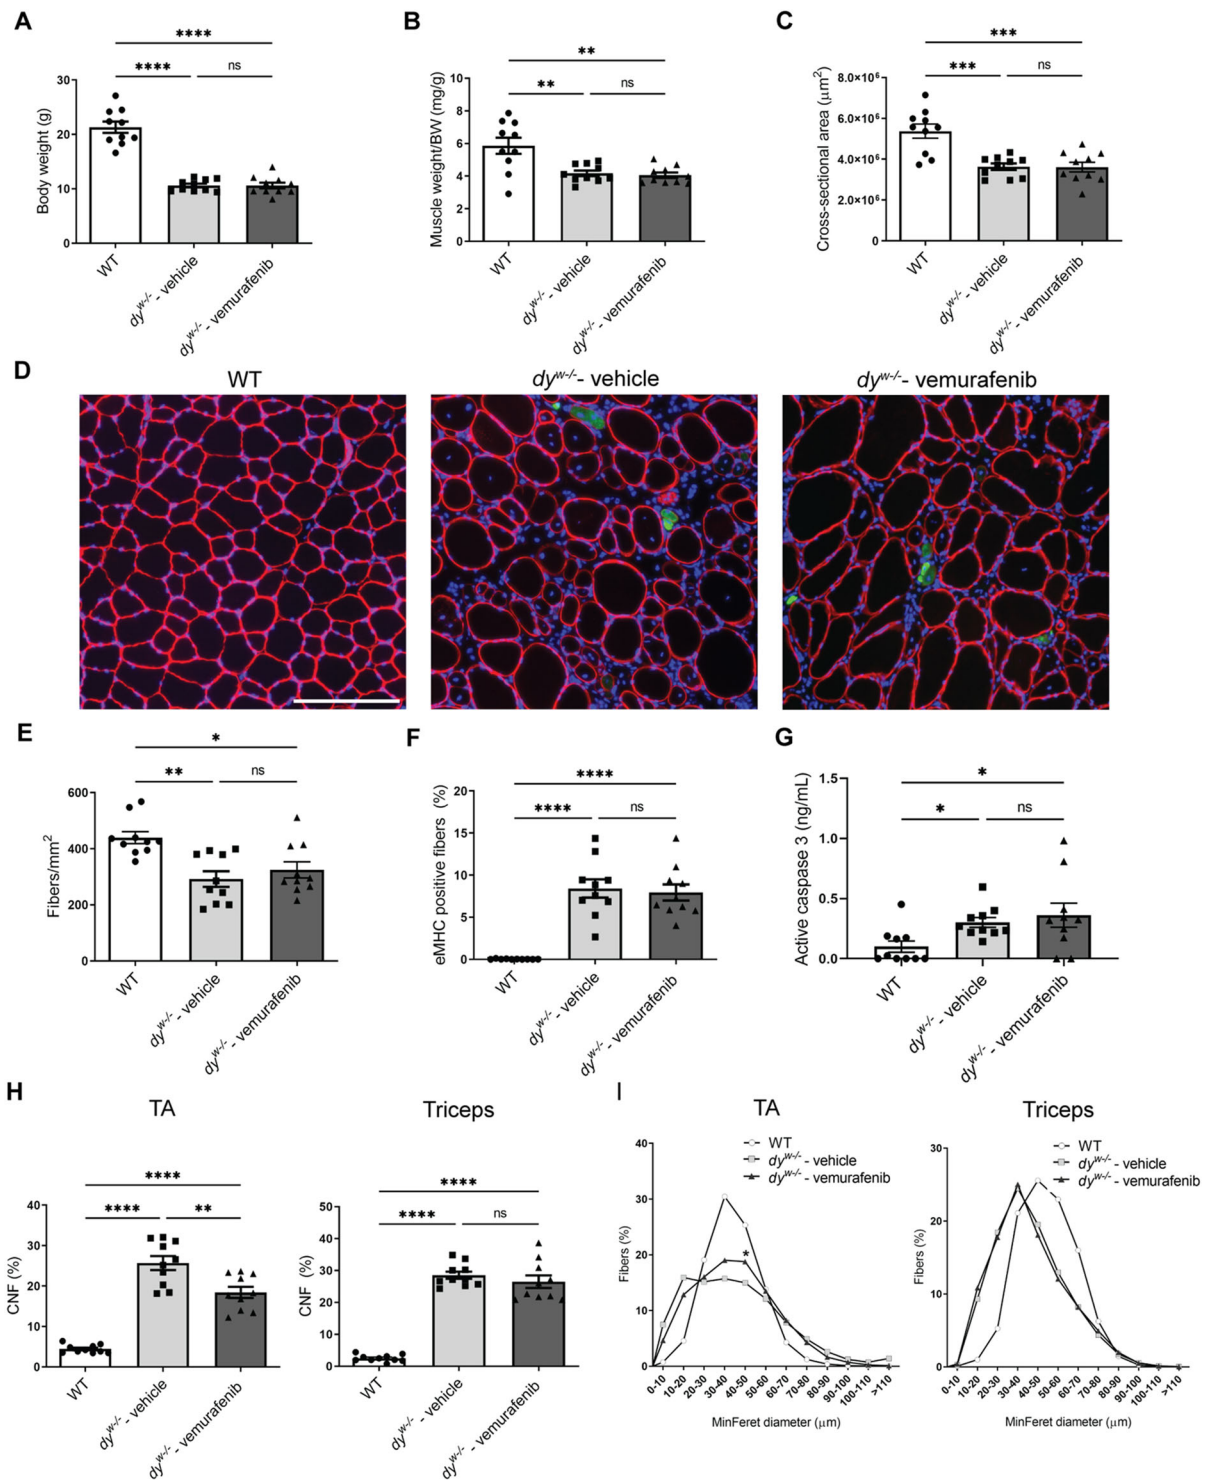 A
****
****
ns
Body weight (g)
30
20
10
0
WT
dyw-/- - vehicle
dyw-/- - vemurafenib
B
**
**
ns
Muscle weight/BW (mg/g)
10
8
6
4
2
0
WT
dyw-/- - vehicle
dyw-/- - vemurafenib
C
***
***
ns
Cross-sectional area (μm2)
8.0×10⁶
6.0×10⁶
4.0×10⁶
2.0×10⁶
0
WT
dyw-/- - vehicle
dyw-/- - vemurafenib
D
WT
dyw-/- - vehicle
dyw-/- - vemurafenib
E
*
**
ns
Fibers/mm2
600
400
200
0
WT
dyw-/- - vehicle
dyw-/- - vemurafenib
F
****
****
ns
eMHC positive fibers (%)
20
15
10
5
0
WT
dyw-/- - vehicle
dyw-/- - vemurafenib
G
*
*
ns
Active caspase 3 (ng/mL)
1.5
1.0
0.5
0.0
WT
dyw-/- - vehicle
dyw-/- - vemurafenib
H
TA
****
****
**
CNF (%)
40
30
20
10
0
WT
dyw-/- - vehicle
dyw-/- - vemurafenib
Triceps
****
****
ns
CNF (%)
50
40
30
20
10
0
WT
dyw-/- - vehicle
dyw-/- - vemurafenib
I
TA
WT
dyw-/- - vehicle
dyw-/- - vemurafenib
*
Fibers (%)
40
30
20
10
0
0-10
10-20
20-30
30-40
40-50
50-60
60-70
70-80
80-90
90-100
100-110
>110
MinFeret diameter (μm)
Triceps
WT
dyw-/- - vehicle
dyw-/- - vemurafenib
Fibers (%)
30
20
10
0
0-10
10-20
20-30
30-40
40-50
50-60
60-70
70-80
80-90
90-100
100-110
>110
MinFeret diameter (μm)